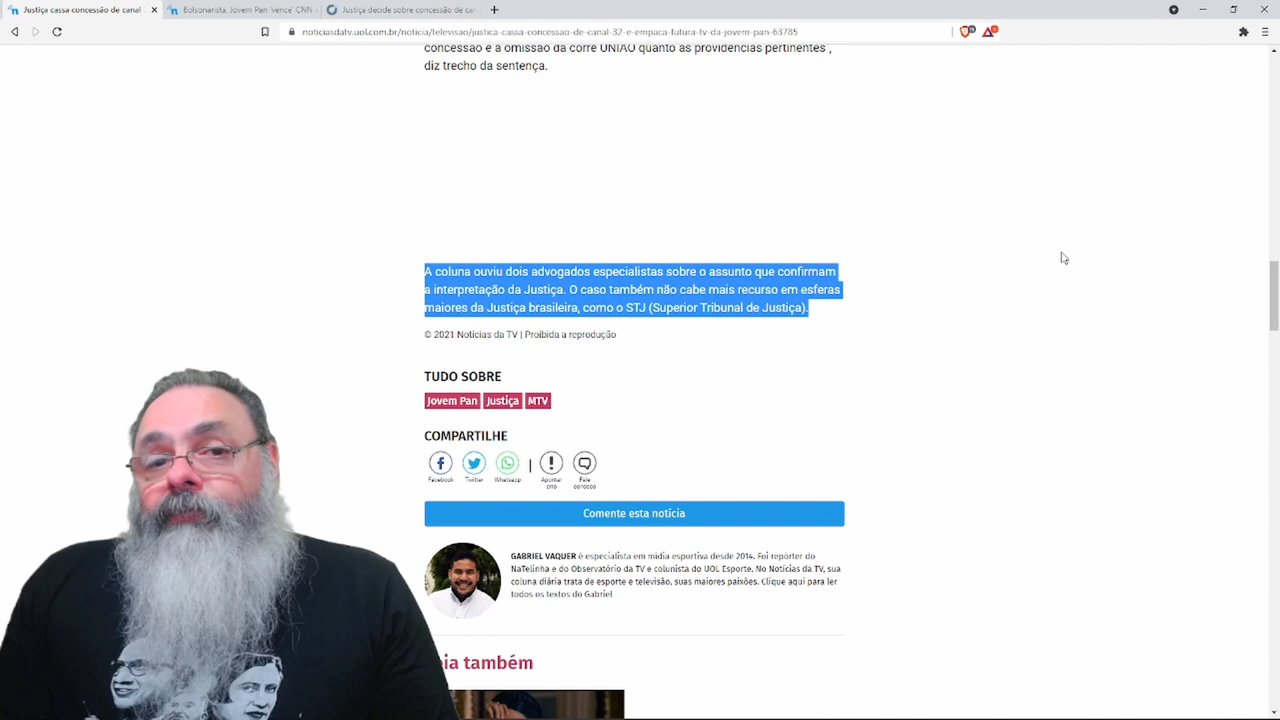 Justiça cassa concessão de canal
Bolsonarista, Jovem Pan 'vence' CNN
Justiça decide sobre concessão de can
noticiasdatv.uol.com.br/noticia/televisao/justica-cassa-concessao-de-canal-32-e-empaca-futura-tv-da-jovem-pan-63785
concessão e a omissão da corré UNIÃO quanto às providências pertinentes",
diz trecho da sentença.
A coluna ouviu dois advogados especialistas sobre o assunto que confirmam
a interpretação da Justiça. O caso também não cabe mais recurso em esferas
maiores da Justiça brasileira, como o STJ (Superior Tribunal de Justiça).
© 2021 Notícias da TV | Proibida a reprodução
TUDO SOBRE
Jovem Pan Justiça MTV
COMPARTILHE
Facebook Twitter Whatsapp Apontar erro Fale conosco
Comente esta notícia
GABRIEL VAQUER é especialista em mídia esportiva desde 2014. Foi repórter do
NaTelinha e do Observatório da TV e colunista do UOL Esporte. No Notícias da TV, sua
coluna diária trata de esporte e televisão, suas maiores paixões. Clique aqui para ler
todos os textos do Gabriel
ia também